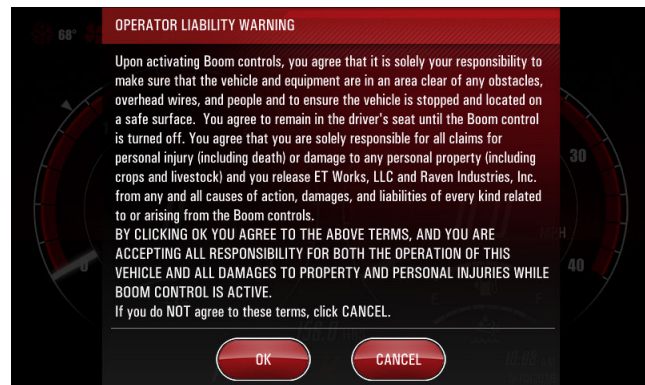 68°
OPERATOR LIABILITY WARNING
Upon activating Boom controls, you agree that it is solely your responsibility to
make sure that the vehicle and equipment are in an area clear of any obstacles,
overhead wires, and people and to ensure the vehicle is stopped and located on
a safe surface.  You agree to remain in the driver's seat until the Boom control
is turned off. You agree that you are solely responsible for all claims for
personal injury (including death) or damage to any personal property (including
crops and livestock) and you release ET Works, LLC and Raven Industries, Inc.
from any and all causes of action, damages, and liabilities of every kind related
to or arising from the Boom controls.
BY CLICKING OK YOU AGREE TO THE ABOVE TERMS, AND YOU ARE
ACCEPTING ALL RESPONSIBILITY FOR BOTH THE OPERATION OF THIS
VEHICLE AND ALL DAMAGES TO PROPERTY AND PERSONAL INJURIES WHILE
BOOM CONTROL IS ACTIVE.
If you do NOT agree to these terms, click CANCEL.
OK
CANCEL
30
40
0
E
F